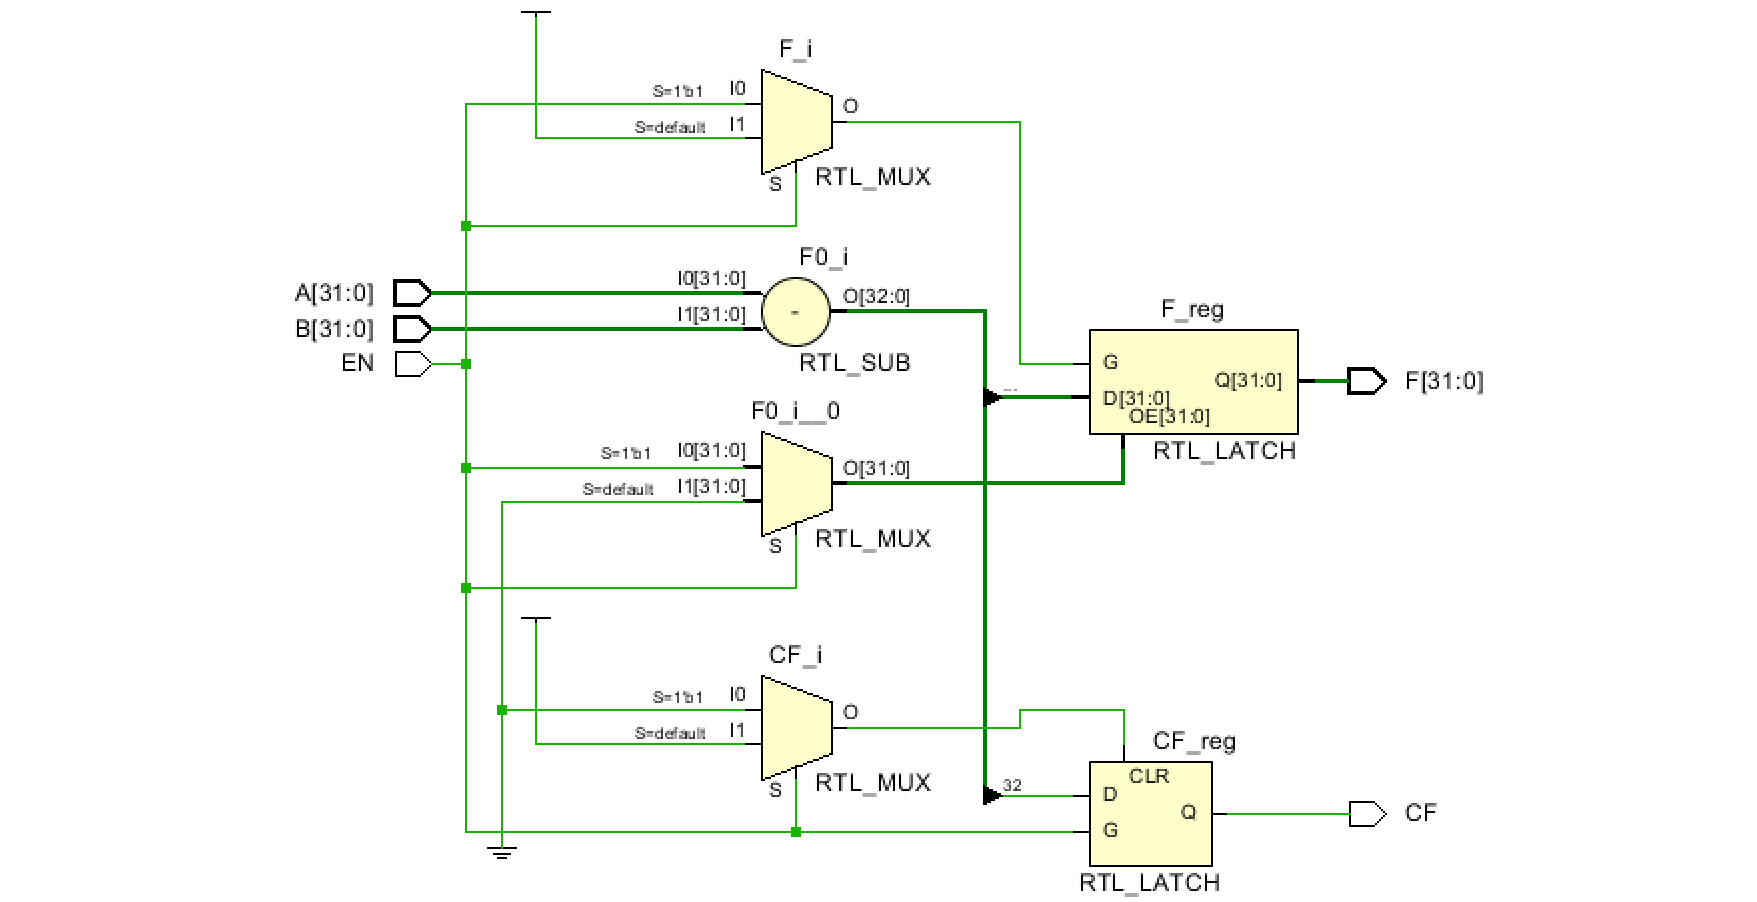 F_i
S=1'b1 I0
S=default I1
O
S
RTL_MUX
F0_i
A[31:0]
I0[31:0]
O[32:0]
B[31:0]
I1[31:0]
-
EN
RTL_SUB
F_reg
G
...
D[31:0]
OE[31:0]
Q[31:0]
F[31:0]
RTL_LATCH
F0_i__0
S=1'b1 I0[31:0]
S=default I1[31:0]
O[31:0]
S
RTL_MUX
CF_i
S=1'b1 I0
S=default I1
O
S
RTL_MUX
CF_reg
CLR
32
D
Q
G
CF
RTL_LATCH